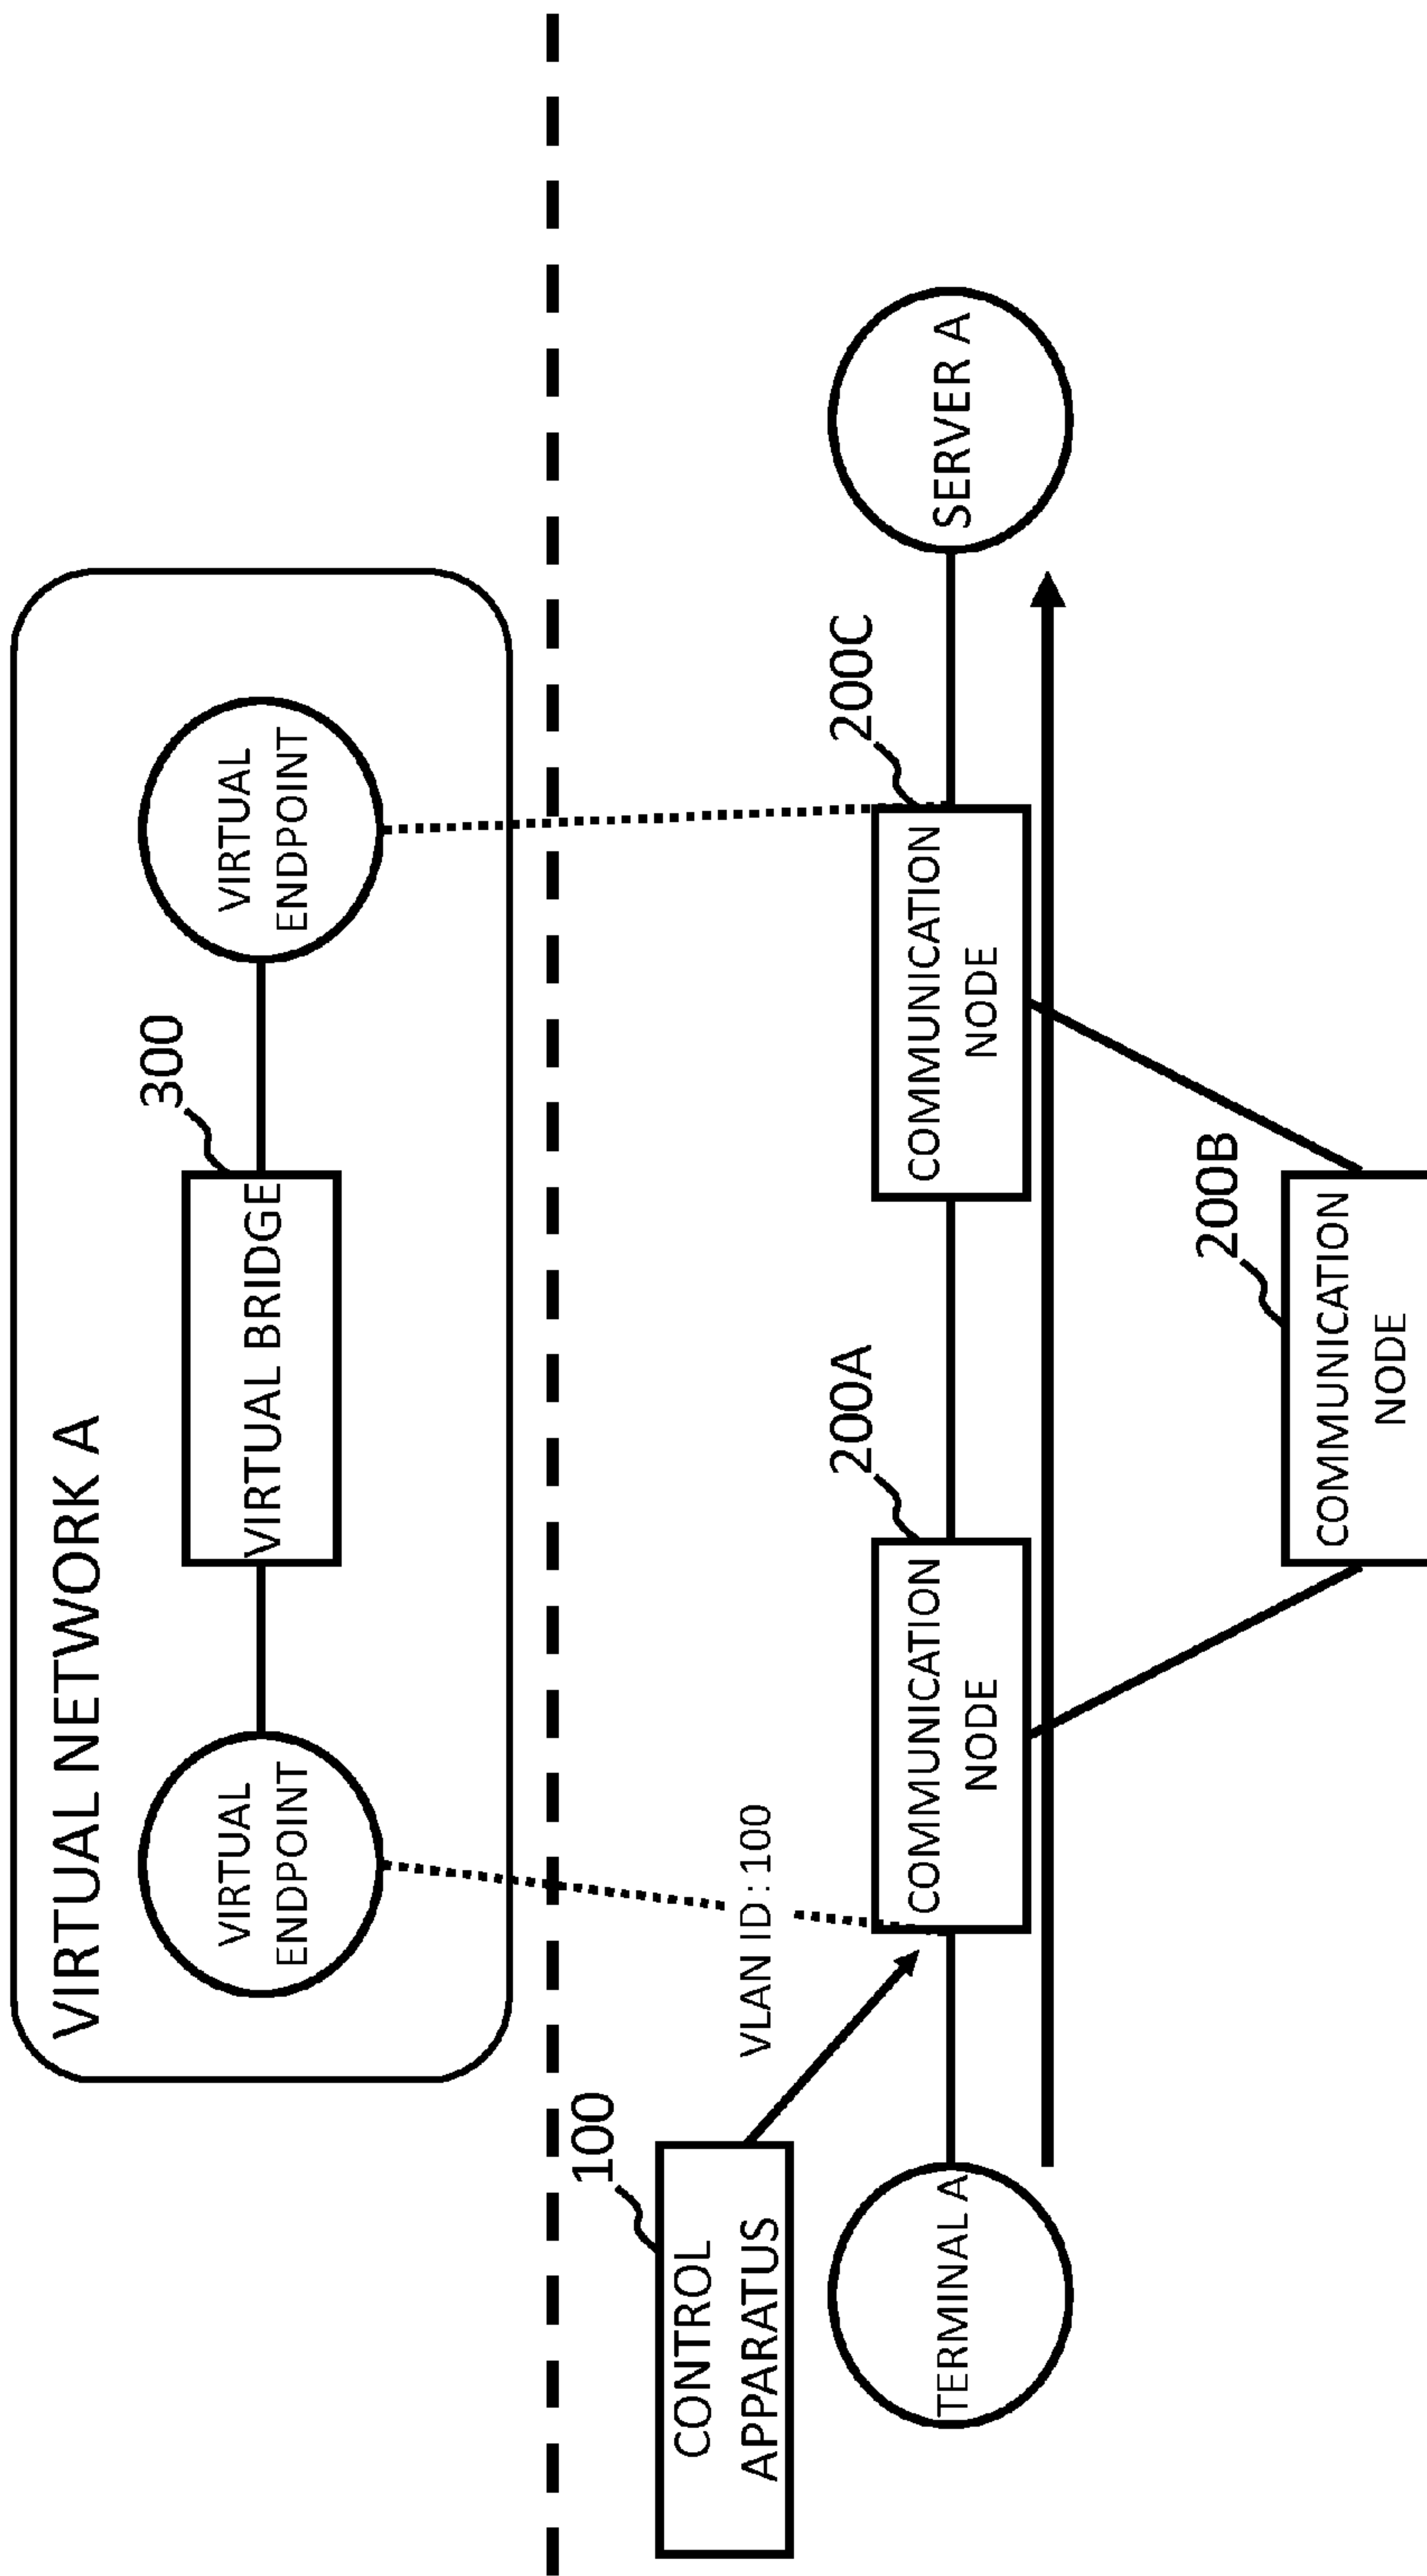 VIRTUAL NETWORK A
VIRTUAL
ENDPOINT
VIRTUAL BRIDGE
300
VIRTUAL
ENDPOINT
100
CONTROL
APPARATUS
VLAN ID : 100
TERMINAL A
200A
COMMUNICATION
NODE
200C
COMMUNICATION
NODE
SERVER A
200B
COMMUNICATION
NODE